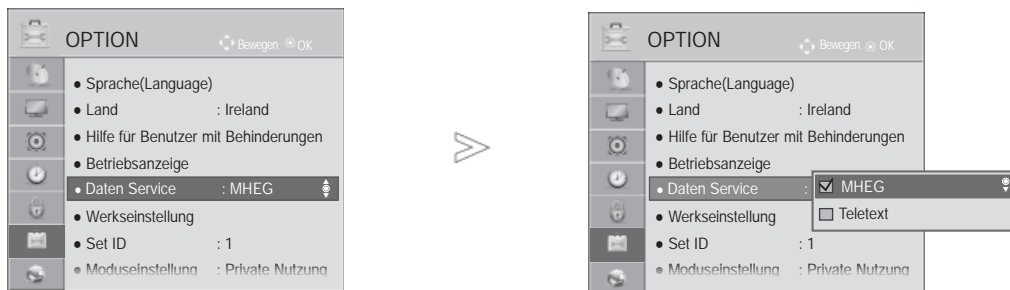 OPTION
Bewegen OK
• Sprache(Language)
• Land : Ireland
• Hilfe für Benutzer mit Behinderungen
• Betriebsanzeige
• Daten Service : MHEG
• Werkseinstellung
• Set ID : 1
• Moduseinstellung : Private Nutzung
OPTION
Bewegen OK
• Sprache(Language)
• Land : Ireland
• Hilfe für Benutzer mit Behinderungen
• Betriebsanzeige
• Daten Service :
MHEG
Teletext
• Werkseinstellung
• Set ID : 1
• Moduseinstellung : Private Nutzung